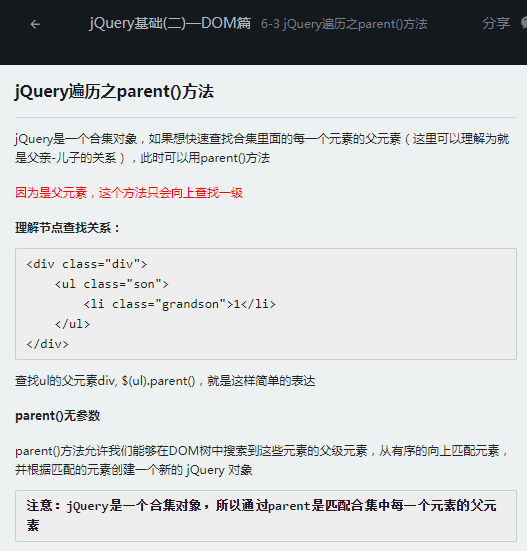 ← jQuery基础(二)—DOM篇 6-3 jQuery遍历之parent()方法 分享
jQuery遍历之parent()方法
jQuery是一个合集对象，如果想快速查找合集里面的每一个元素的父元素（这里可以理解为就
是父亲-儿子的关系），此时可以用parent()方法
因为是父元素，这个方法只会向上查找一级
理解节点查找关系：
<div class="div">
    <ul class="son">
        <li class="grandson">1</li>
    </ul>
</div>
查找ul的父元素div, $(ul).parent()，就是这样简单的表达
parent()无参数
parent()方法允许我们能够在DOM树中搜索到这些元素的父级元素，从有序的向上匹配元素，
并根据匹配的元素创建一个新的 jQuery 对象
注意：jQuery是一个合集对象，所以通过parent是匹配合集中每一个元素的父元
素